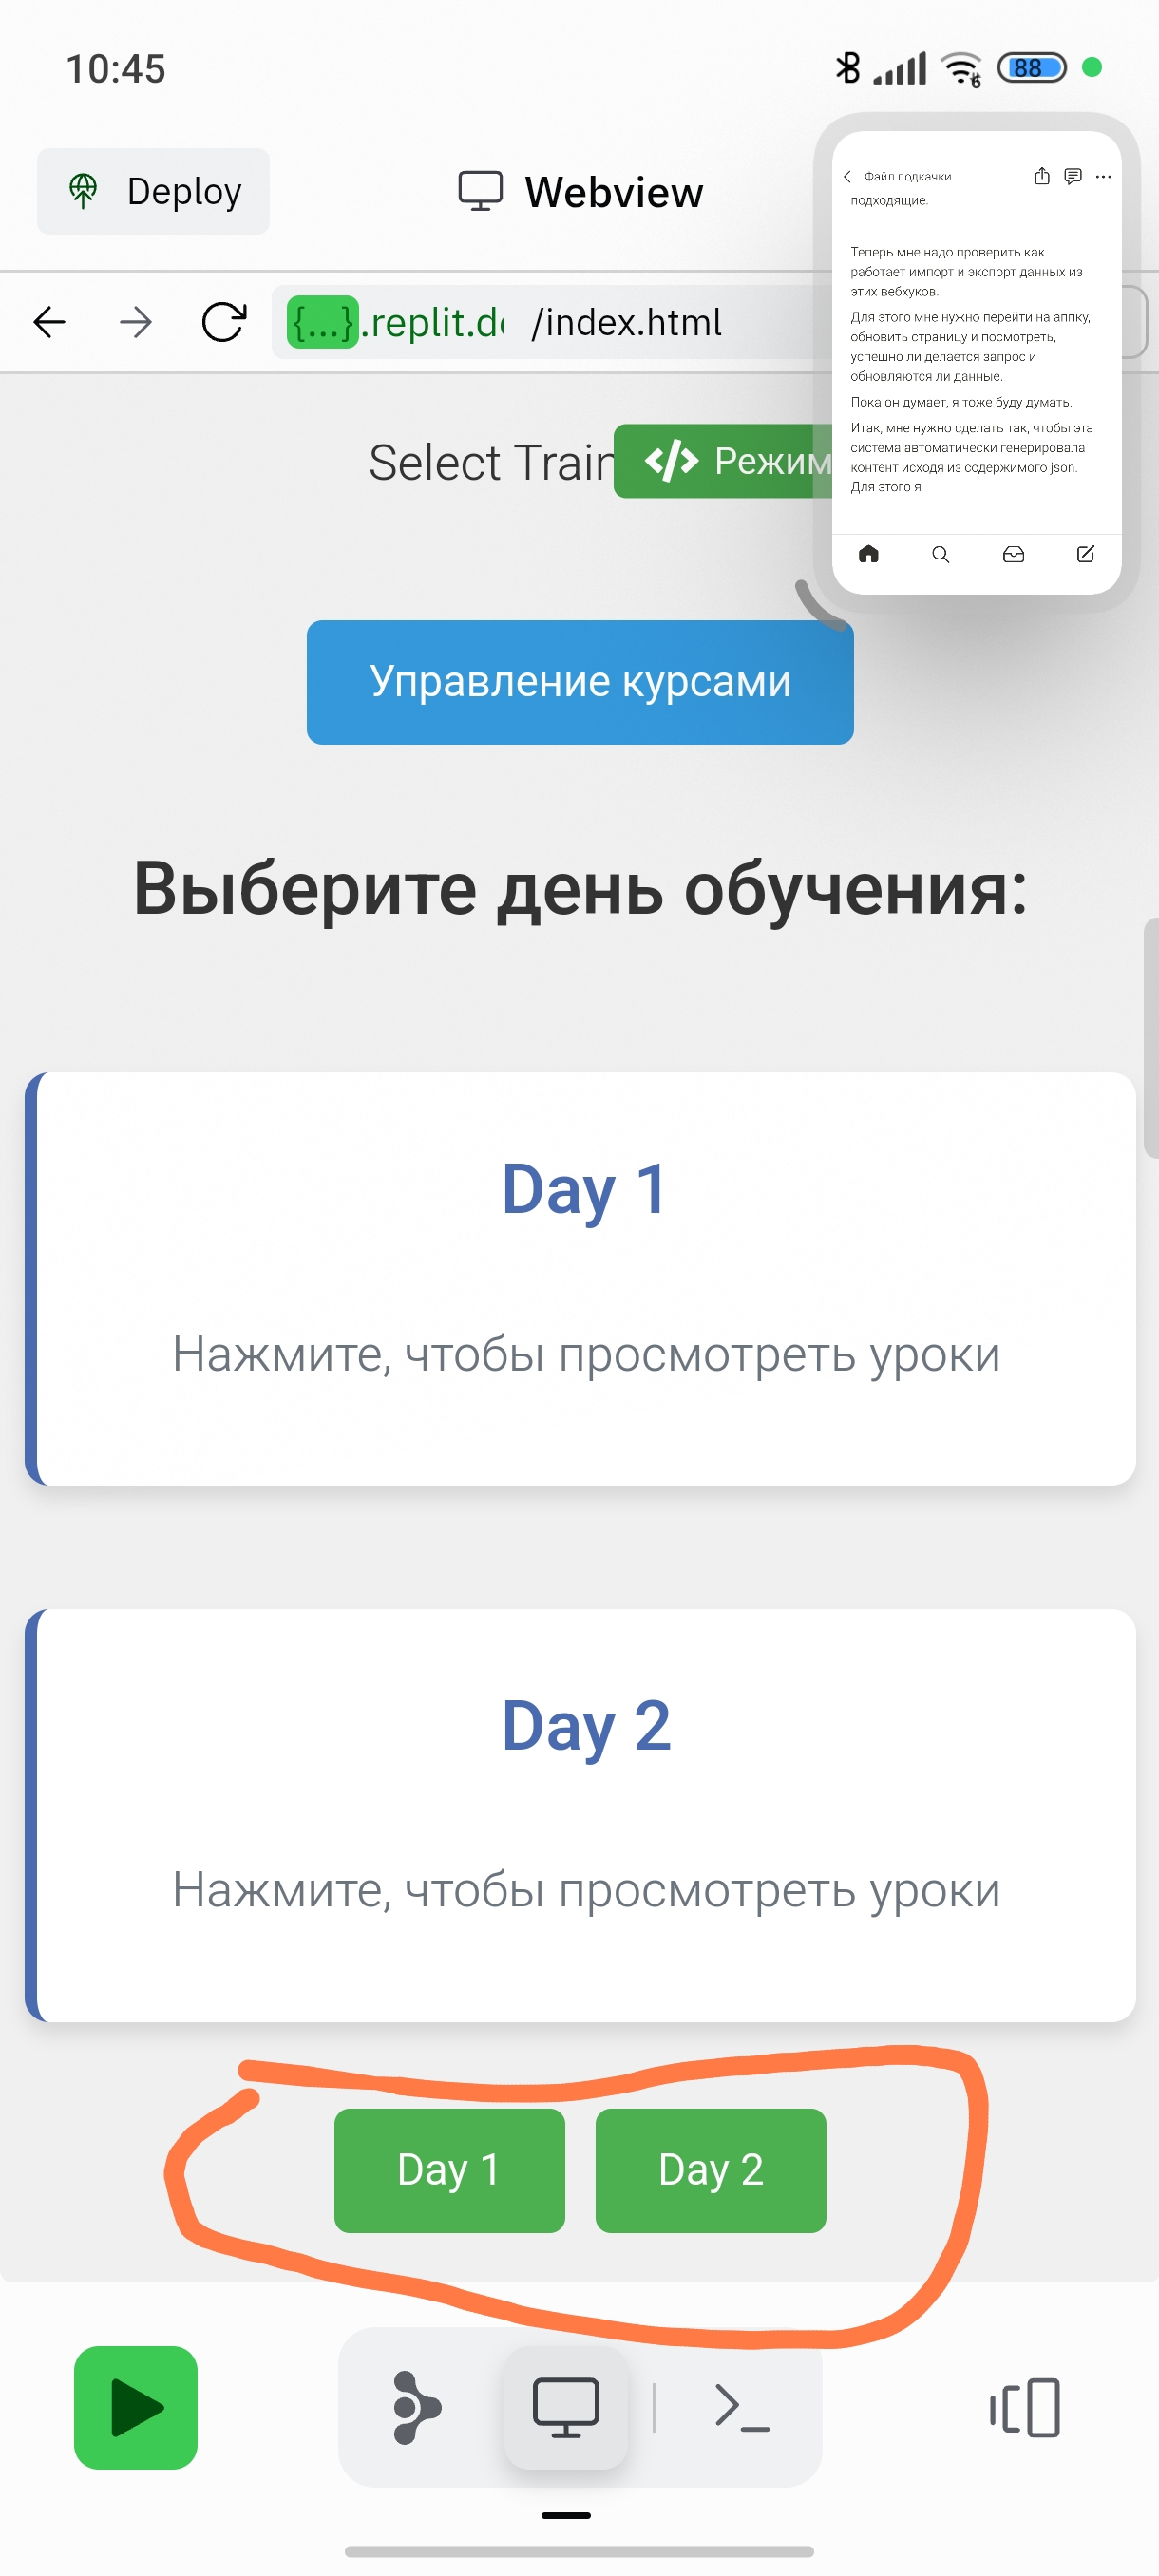 10:45
88
Deploy
Webview
{...}.replit.d
/index.html
Файл подкачки
подходящие.
Теперь мне надо проверить как
работает импорт и экспорт данных из
этих вебхуков.
Для этого мне нужно перейти на аппку,
обновить страницу и посмотреть,
успешно ли делается запрос и
обновляются ли данные.
Пока он думает, я тоже буду думать.
Итак, мне нужно сделать так, чтобы эта
система автоматически генерировала
контент исходя из содержимого json.
Для этого я
Select Train
</> Режим
Управление курсами
Выберите день обучения:
Day 1
Нажмите, чтобы просмотреть уроки
Day 2
Нажмите, чтобы просмотреть уроки
Day 1
Day 2